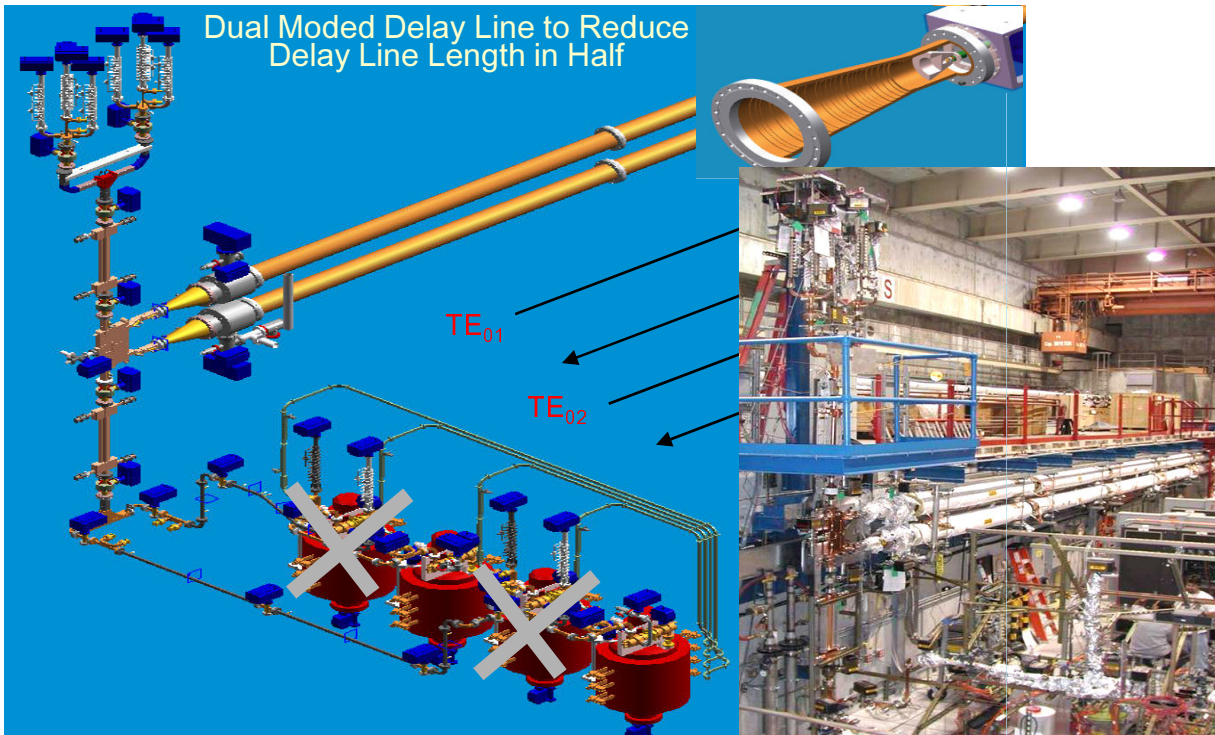 Dual Moded Delay Line to Reduce
Delay Line Length in Half
TE₀₁
TE₀₂
S